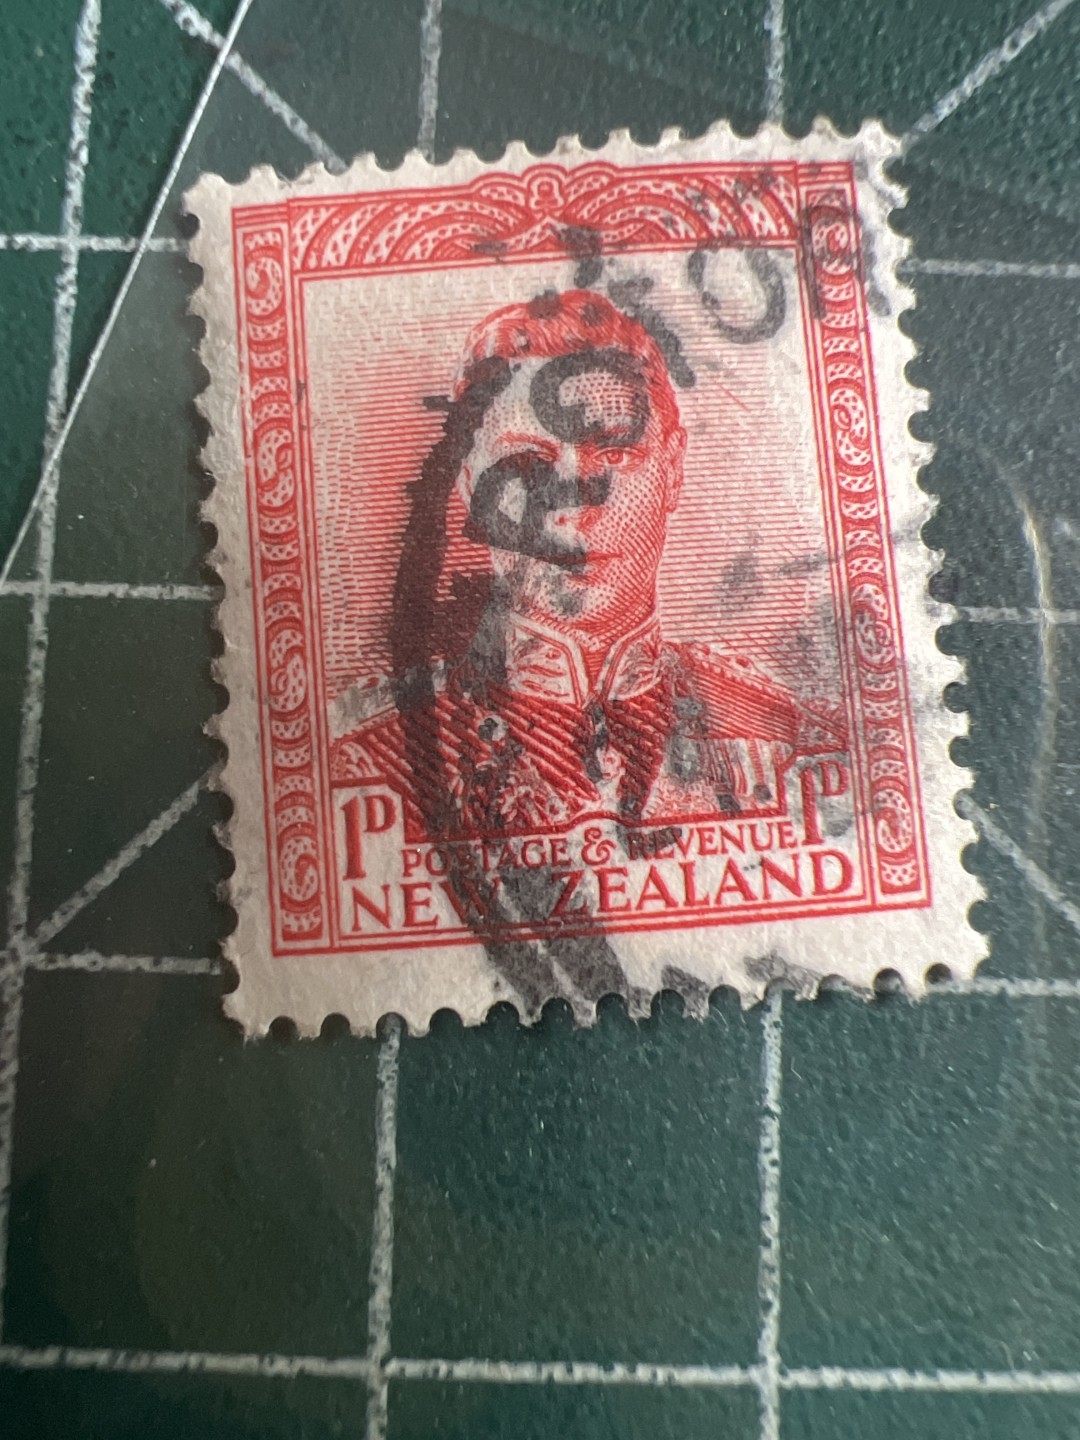 1D POSTAGE & REVENUE 1D
NEW ZEALAND